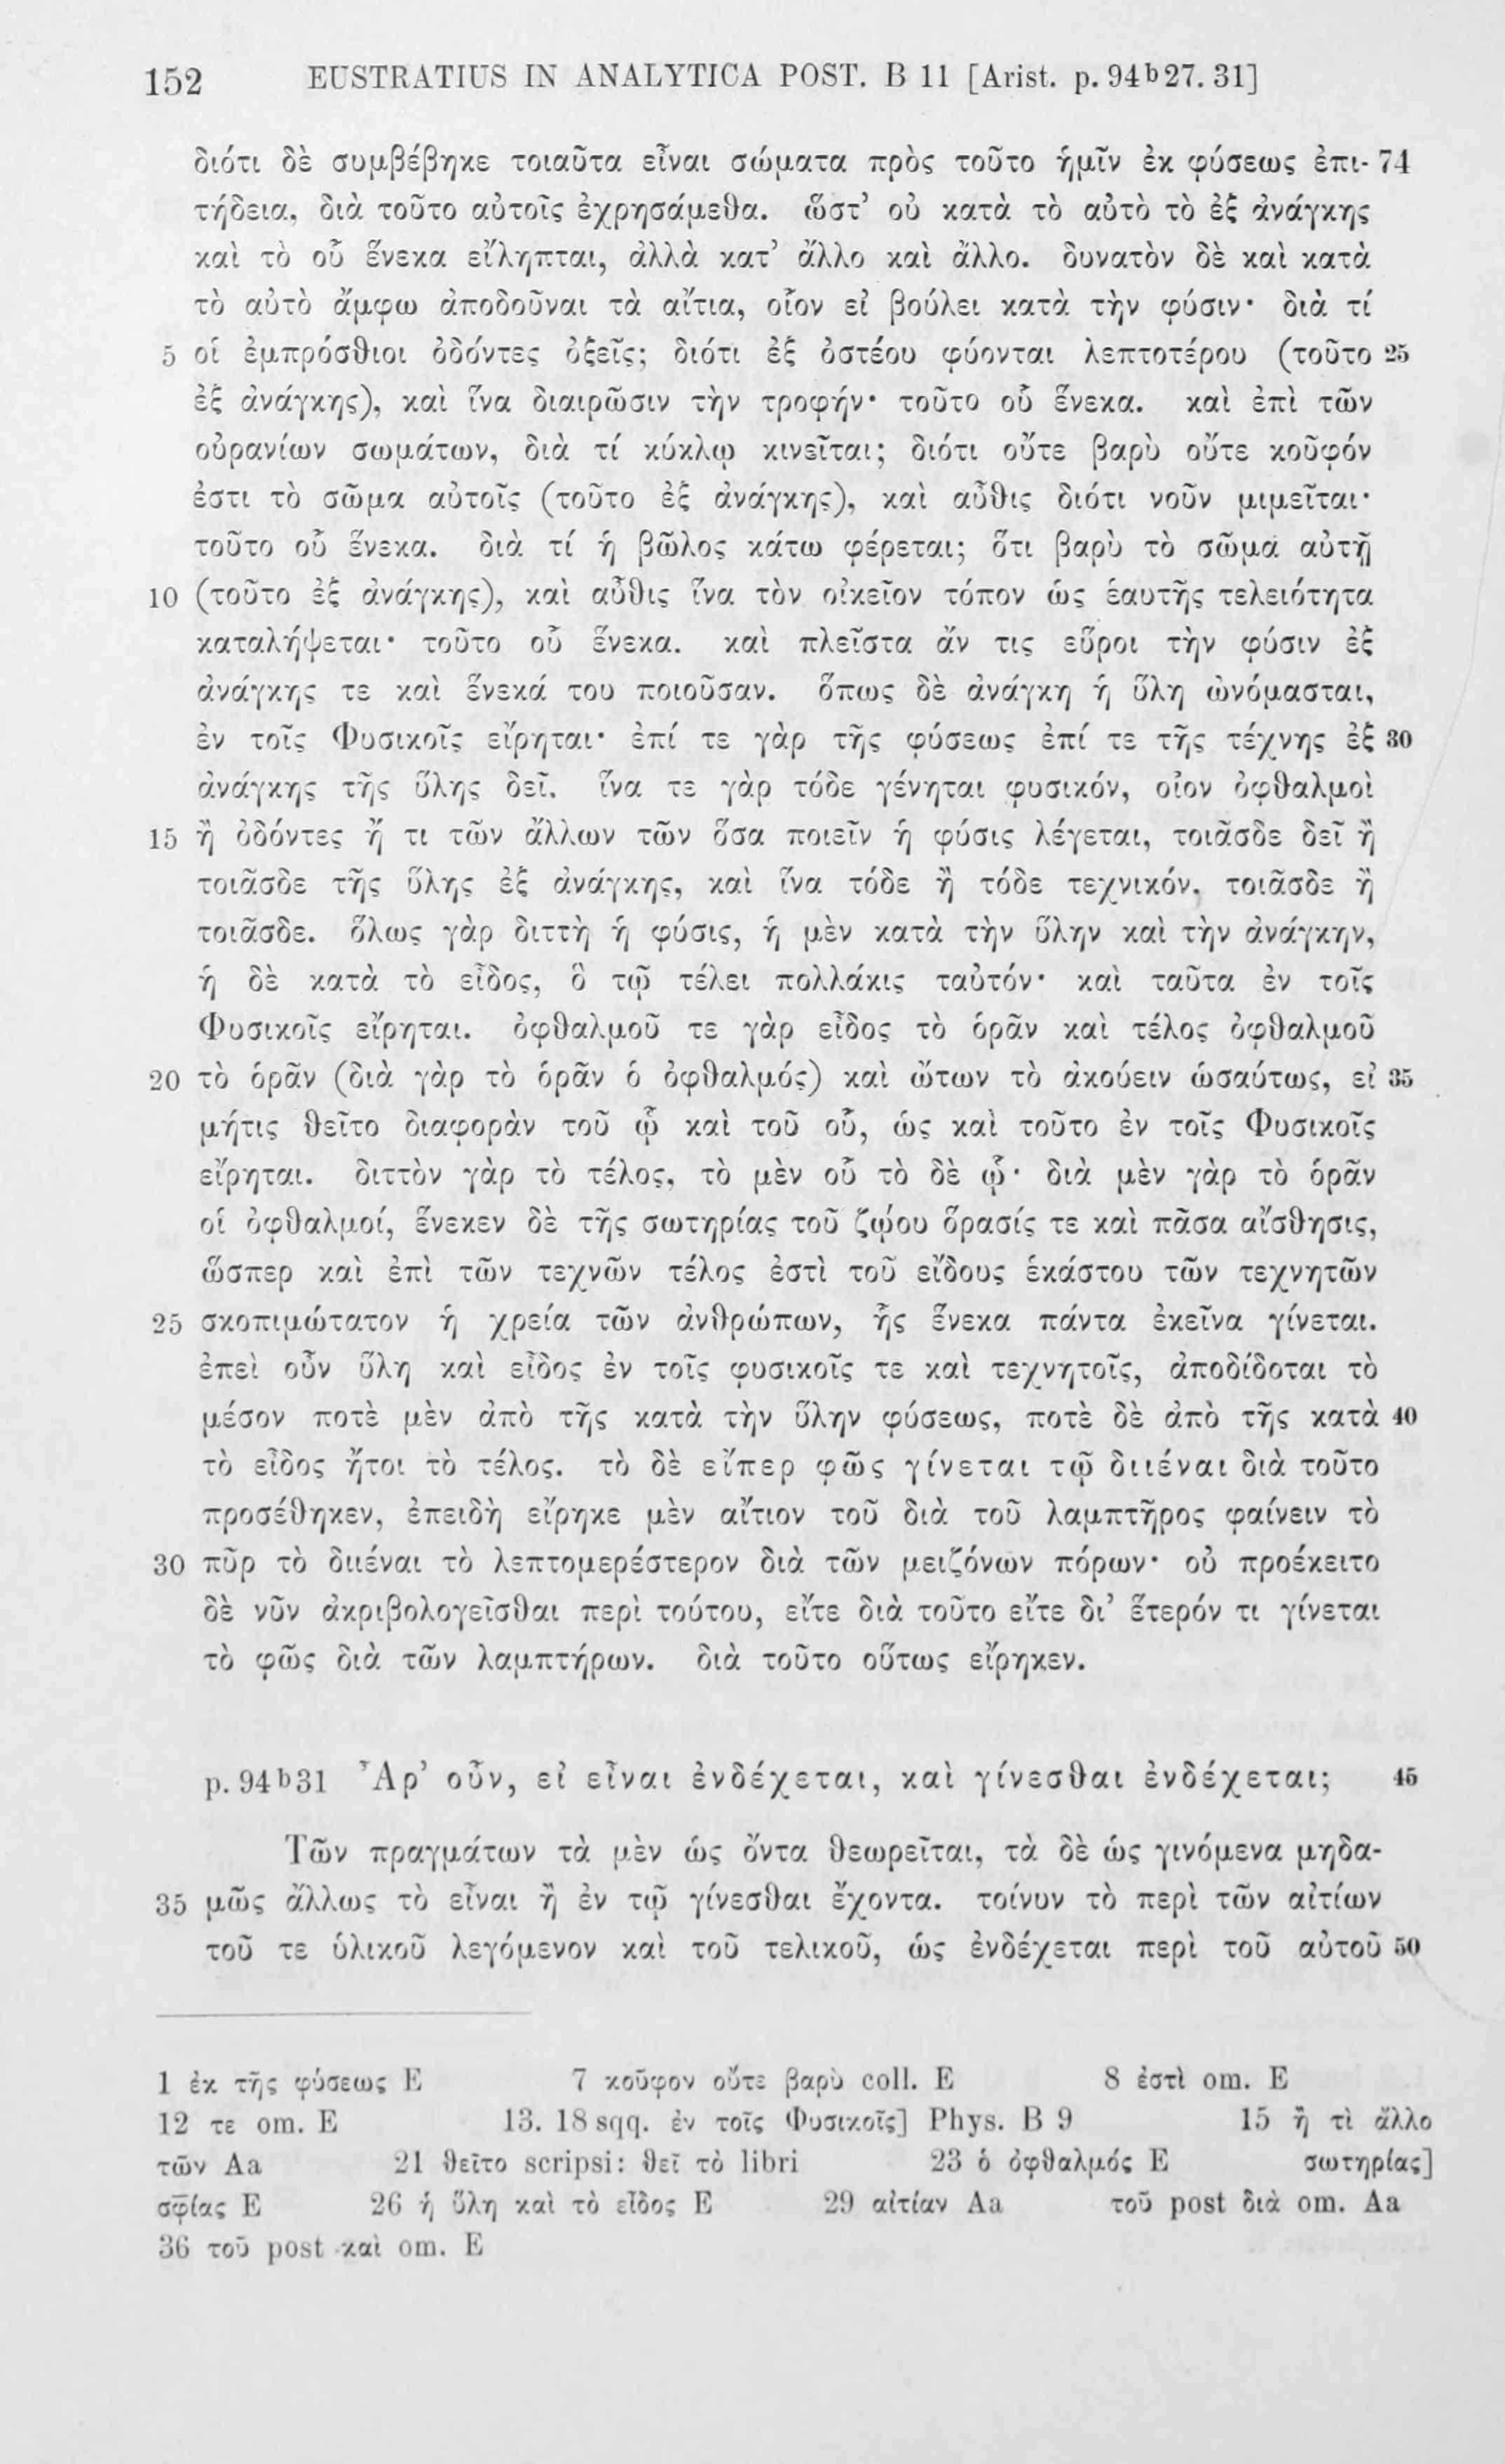 152 EUSTRATIUS IN ANALYTICA POST. B 11 [Arist. p. 94ᵇ27. 31]
διότι δὲ συμβέβηκε τοιαῦτα εἶναι σώματα πρὸς τοῦτο ἡμῖν ἐκ φύσεως ἐπι- 74
τήδεια, διὰ τοῦτο αὐτοῖς ἐχρησάμεθα. ὥστ’ οὐ κατὰ τὸ αὐτὸ τὸ ἐξ ἀνάγκης
καὶ τὸ οὗ ἕνεκα εἴληπται, ἀλλὰ κατ’ ἄλλο καὶ ἄλλο. δυνατὸν δὲ καὶ κατὰ
τὸ αὐτὸ ἄμφω ἀποδοῦναι τὰ αἴτια, οἷον εἰ βούλει κατὰ τὴν φύσιν· διὰ τί
5 οἱ ἐμπρόσθιοι ὀδόντες ὀξεῖς; διότι ἐξ ὀστέου φύονται λεπτοτέρου (τοῦτο 25
ἐξ ἀνάγκης), καὶ ἵνα διαιρῶσιν τὴν τροφήν· τοῦτο οὗ ἕνεκα. καὶ ἐπὶ τῶν
οὐρανίων σωμάτων, διὰ τί κύκλῳ κινεῖται; διότι οὔτε βαρὺ οὔτε κοῦφόν
ἐστι τὸ σῶμα αὐτοῖς (τοῦτο ἐξ ἀνάγκης), καὶ αὖθις διότι νοῦν μιμεῖται·
τοῦτο οὗ ἕνεκα. διὰ τί ἡ βῶλος κάτω φέρεται; ὅτι βαρὺ τὸ σῶμα αὐτῇ
10 (τοῦτο ἐξ ἀνάγκης), καὶ αὖθις ἵνα τὸν οἰκεῖον τόπον ὡς ἑαυτῆς τελειότητα
καταλήψεται· τοῦτο οὗ ἕνεκα. καὶ πλεῖστα ἄν τις εὕροι τὴν φύσιν ἐξ
ἀνάγκης τε καὶ ἕνεκά του ποιοῦσαν. ὅπως δὲ ἀνάγκη ἡ ὕλη ὠνόμασται,
ἐν τοῖς Φυσικοῖς εἴρηται· ἐπί τε γὰρ τῆς φύσεως ἐπί τε τῆς τέχνης ἐξ 30
ἀνάγκης τῆς ὕλης δεῖ. ἵνα τε γὰρ τόδε γένηται φυσικόν, οἷον ὀφθαλμοὶ
15 ἢ ὀδόντες ἤ τι τῶν ἄλλων τῶν ὅσα ποιεῖν ἡ φύσις λέγεται, τοιᾶσδε δεῖ ἢ
τοιᾶσδε τῆς ὕλης ἐξ ἀνάγκης, καὶ ἵνα τόδε ἢ τόδε τεχνικόν, τοιᾶσδε ἢ
τοιᾶσδε. ὅλως γὰρ διττὴ ἡ φύσις, ἡ μὲν κατὰ τὴν ὕλην καὶ τὴν ἀνάγκην,
ἡ δὲ κατὰ τὸ εἶδος, ὃ τῷ τέλει πολλάκις ταὐτόν· καὶ ταῦτα ἐν τοῖς
Φυσικοῖς εἴρηται. ὀφθαλμοῦ τε γὰρ εἶδος τὸ ὁρᾶν καὶ τέλος ὀφθαλμοῦ
20 τὸ ὁρᾶν (διὰ γὰρ τὸ ὁρᾶν ὁ ὀφθαλμός) καὶ ὤτων τὸ ἀκούειν ὡσαύτως, εἰ 35
μήτις θεῖτο διαφορὰν τοῦ ᾧ καὶ τοῦ οὗ, ὡς καὶ τοῦτο ἐν τοῖς Φυσικοῖς
εἴρηται. διττὸν γὰρ τὸ τέλος, τὸ μὲν οὗ τὸ δὲ ᾧ· διὰ μὲν γὰρ τὸ ὁρᾶν
οἱ ὀφθαλμοί, ἕνεκεν δὲ τῆς σωτηρίας τοῦ ζῴου ὅρασίς τε καὶ πᾶσα αἴσθησις,
ὥσπερ καὶ ἐπὶ τῶν τεχνῶν τέλος ἐστὶ τοῦ εἴδους ἑκάστου τῶν τεχνητῶν
25 σκοπιμώτατον ἡ χρεία τῶν ἀνθρώπων, ἧς ἕνεκα πάντα ἐκεῖνα γίνεται.
ἐπεὶ οὖν ὕλη καὶ εἶδος ἐν τοῖς φυσικοῖς τε καὶ τεχνητοῖς, ἀποδίδοται τὸ
μέσον ποτὲ μὲν ἀπὸ τῆς κατὰ τὴν ὕλην φύσεως, ποτὲ δὲ ἀπὸ τῆς κατὰ 40
τὸ εἶδος ἤτοι τὸ τέλος. τὸ δὲ εἴπερ φῶς γίνεται τῷ διιέναι διὰ τοῦτο
προσέθηκεν, ἐπειδὴ εἴρηκε μὲν αἴτιον τοῦ διὰ τοῦ λαμπτῆρος φαίνειν τὸ
30 πῦρ τὸ διιέναι τὸ λεπτομερέστερον διὰ τῶν μειζόνων πόρων· οὐ προέκειτο
δὲ νῦν ἀκριβολογεῖσθαι περὶ τούτου, εἴτε διὰ τοῦτο εἴτε δι’ ἕτερόν τι γίνεται
τὸ φῶς διὰ τῶν λαμπτήρων. διὰ τοῦτο οὕτως εἴρηκεν.
p. 94ᵇ31 Ἆρ’ οὖν, εἰ εἶναι ἐνδέχεται, καὶ γίνεσθαι ἐνδέχεται; 45
Τῶν πραγμάτων τὰ μὲν ὡς ὄντα θεωρεῖται, τὰ δὲ ὡς γινόμενα μηδα-
35 μῶς ἄλλως τὸ εἶναι ἢ ἐν τῷ γίνεσθαι ἔχοντα. τοίνυν τὸ περὶ τῶν αἰτίων
τοῦ τε ὑλικοῦ λεγόμενον καὶ τοῦ τελικοῦ, ὡς ἐνδέχεται περὶ τοῦ αὐτοῦ 50
1 ἐκ τῆς φύσεως E 7 κοῦφον οὔτε βαρὺ coll. E 8 ἐστὶ om. E
12 τε om. E 13. 18 sqq. ἐν τοῖς Φυσικοῖς] Phys. B 9 15 ἢ τὶ ἄλλο
τῶν Aa 21 θεῖτο scripsi: θεῖ τὸ libri 23 ὁ ὀφθαλμός E σωτηρίας]
σφ̅ίας E 26 ἡ ὕλη καὶ τὸ εἶδος E 29 αἰτίαν Aa τοῦ post διὰ om. Aa
36 τοῦ post καὶ om. E